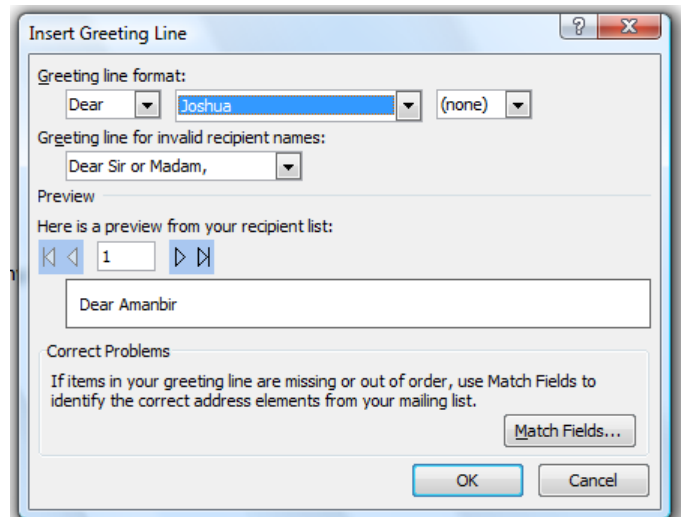 Insert Greeting Line
Greeting line format:
Dear Joshua (none)
Greeting line for invalid recipient names:
Dear Sir or Madam,
Preview
Here is a preview from your recipient list:
1
Dear Amanbir
Correct Problems
If items in your greeting line are missing or out of order, use Match Fields to
identify the correct address elements from your mailing list.
Match Fields...
OK Cancel